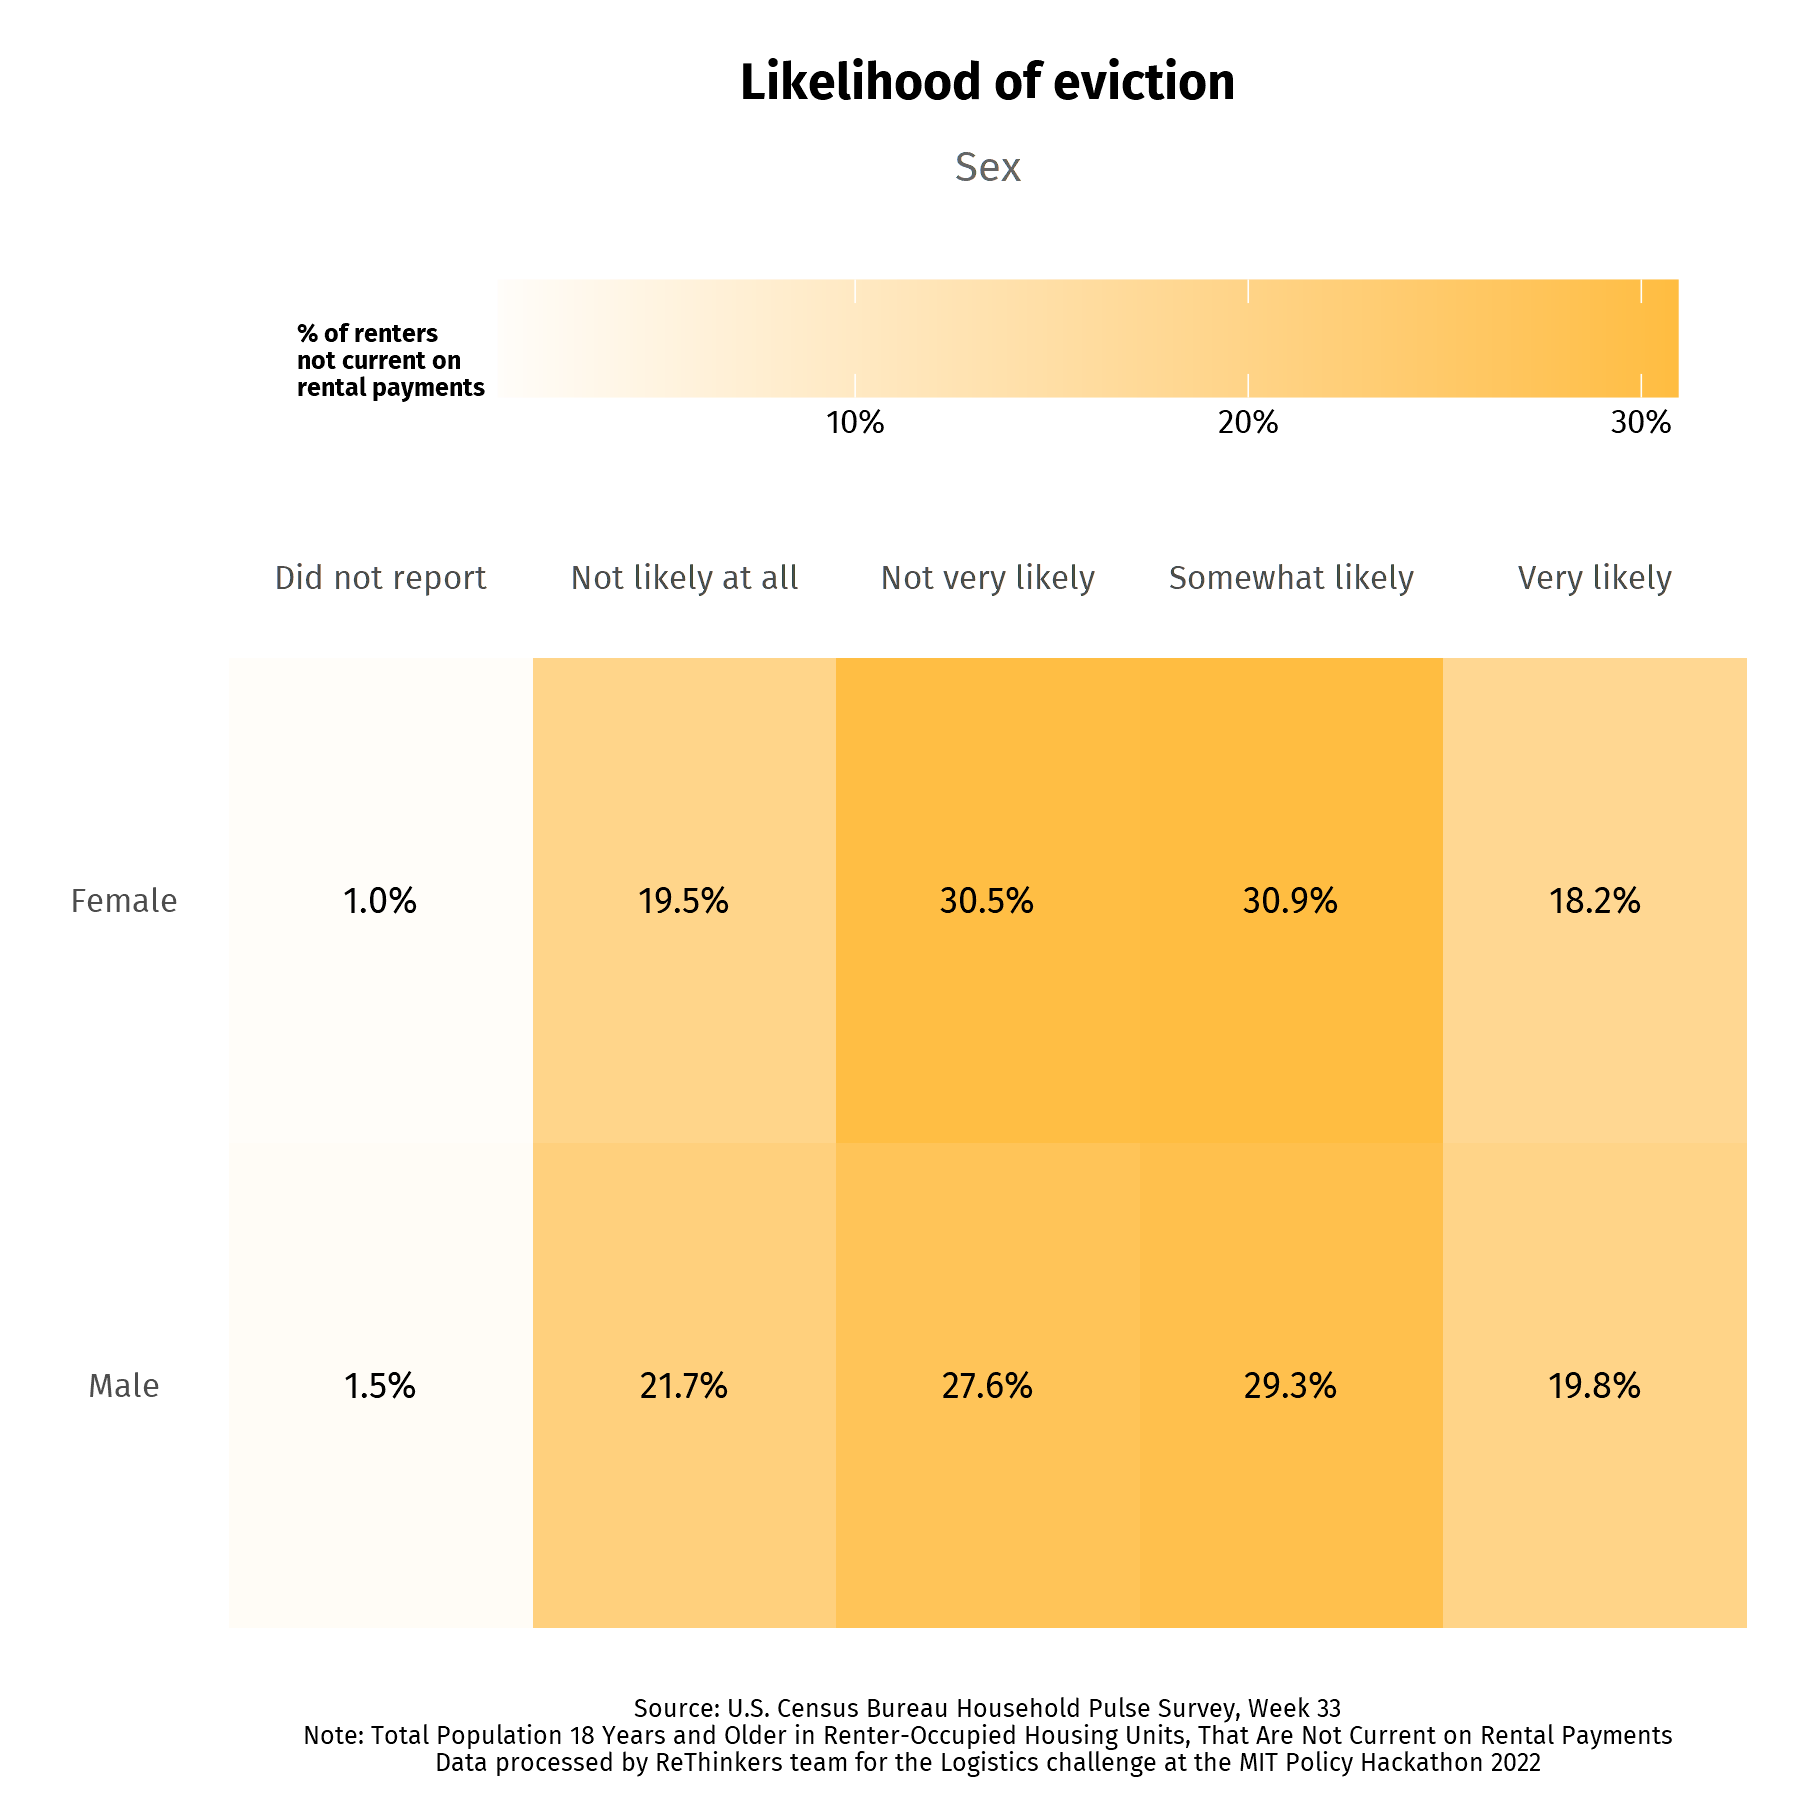 Likelihood of eviction
Sex
% of renters
not current on
rental payments
10% 20% 30%
Did not report Not likely at all Not very likely Somewhat likely Very likely
Female 1.0% 19.5% 30.5% 30.9% 18.2%
Male 1.5% 21.7% 27.6% 29.3% 19.8%
Source: U.S. Census Bureau Household Pulse Survey, Week 33
Note: Total Population 18 Years and Older in Renter-Occupied Housing Units, That Are Not Current on Rental Payments
Data processed by ReThinkers team for the Logistics challenge at the MIT Policy Hackathon 2022